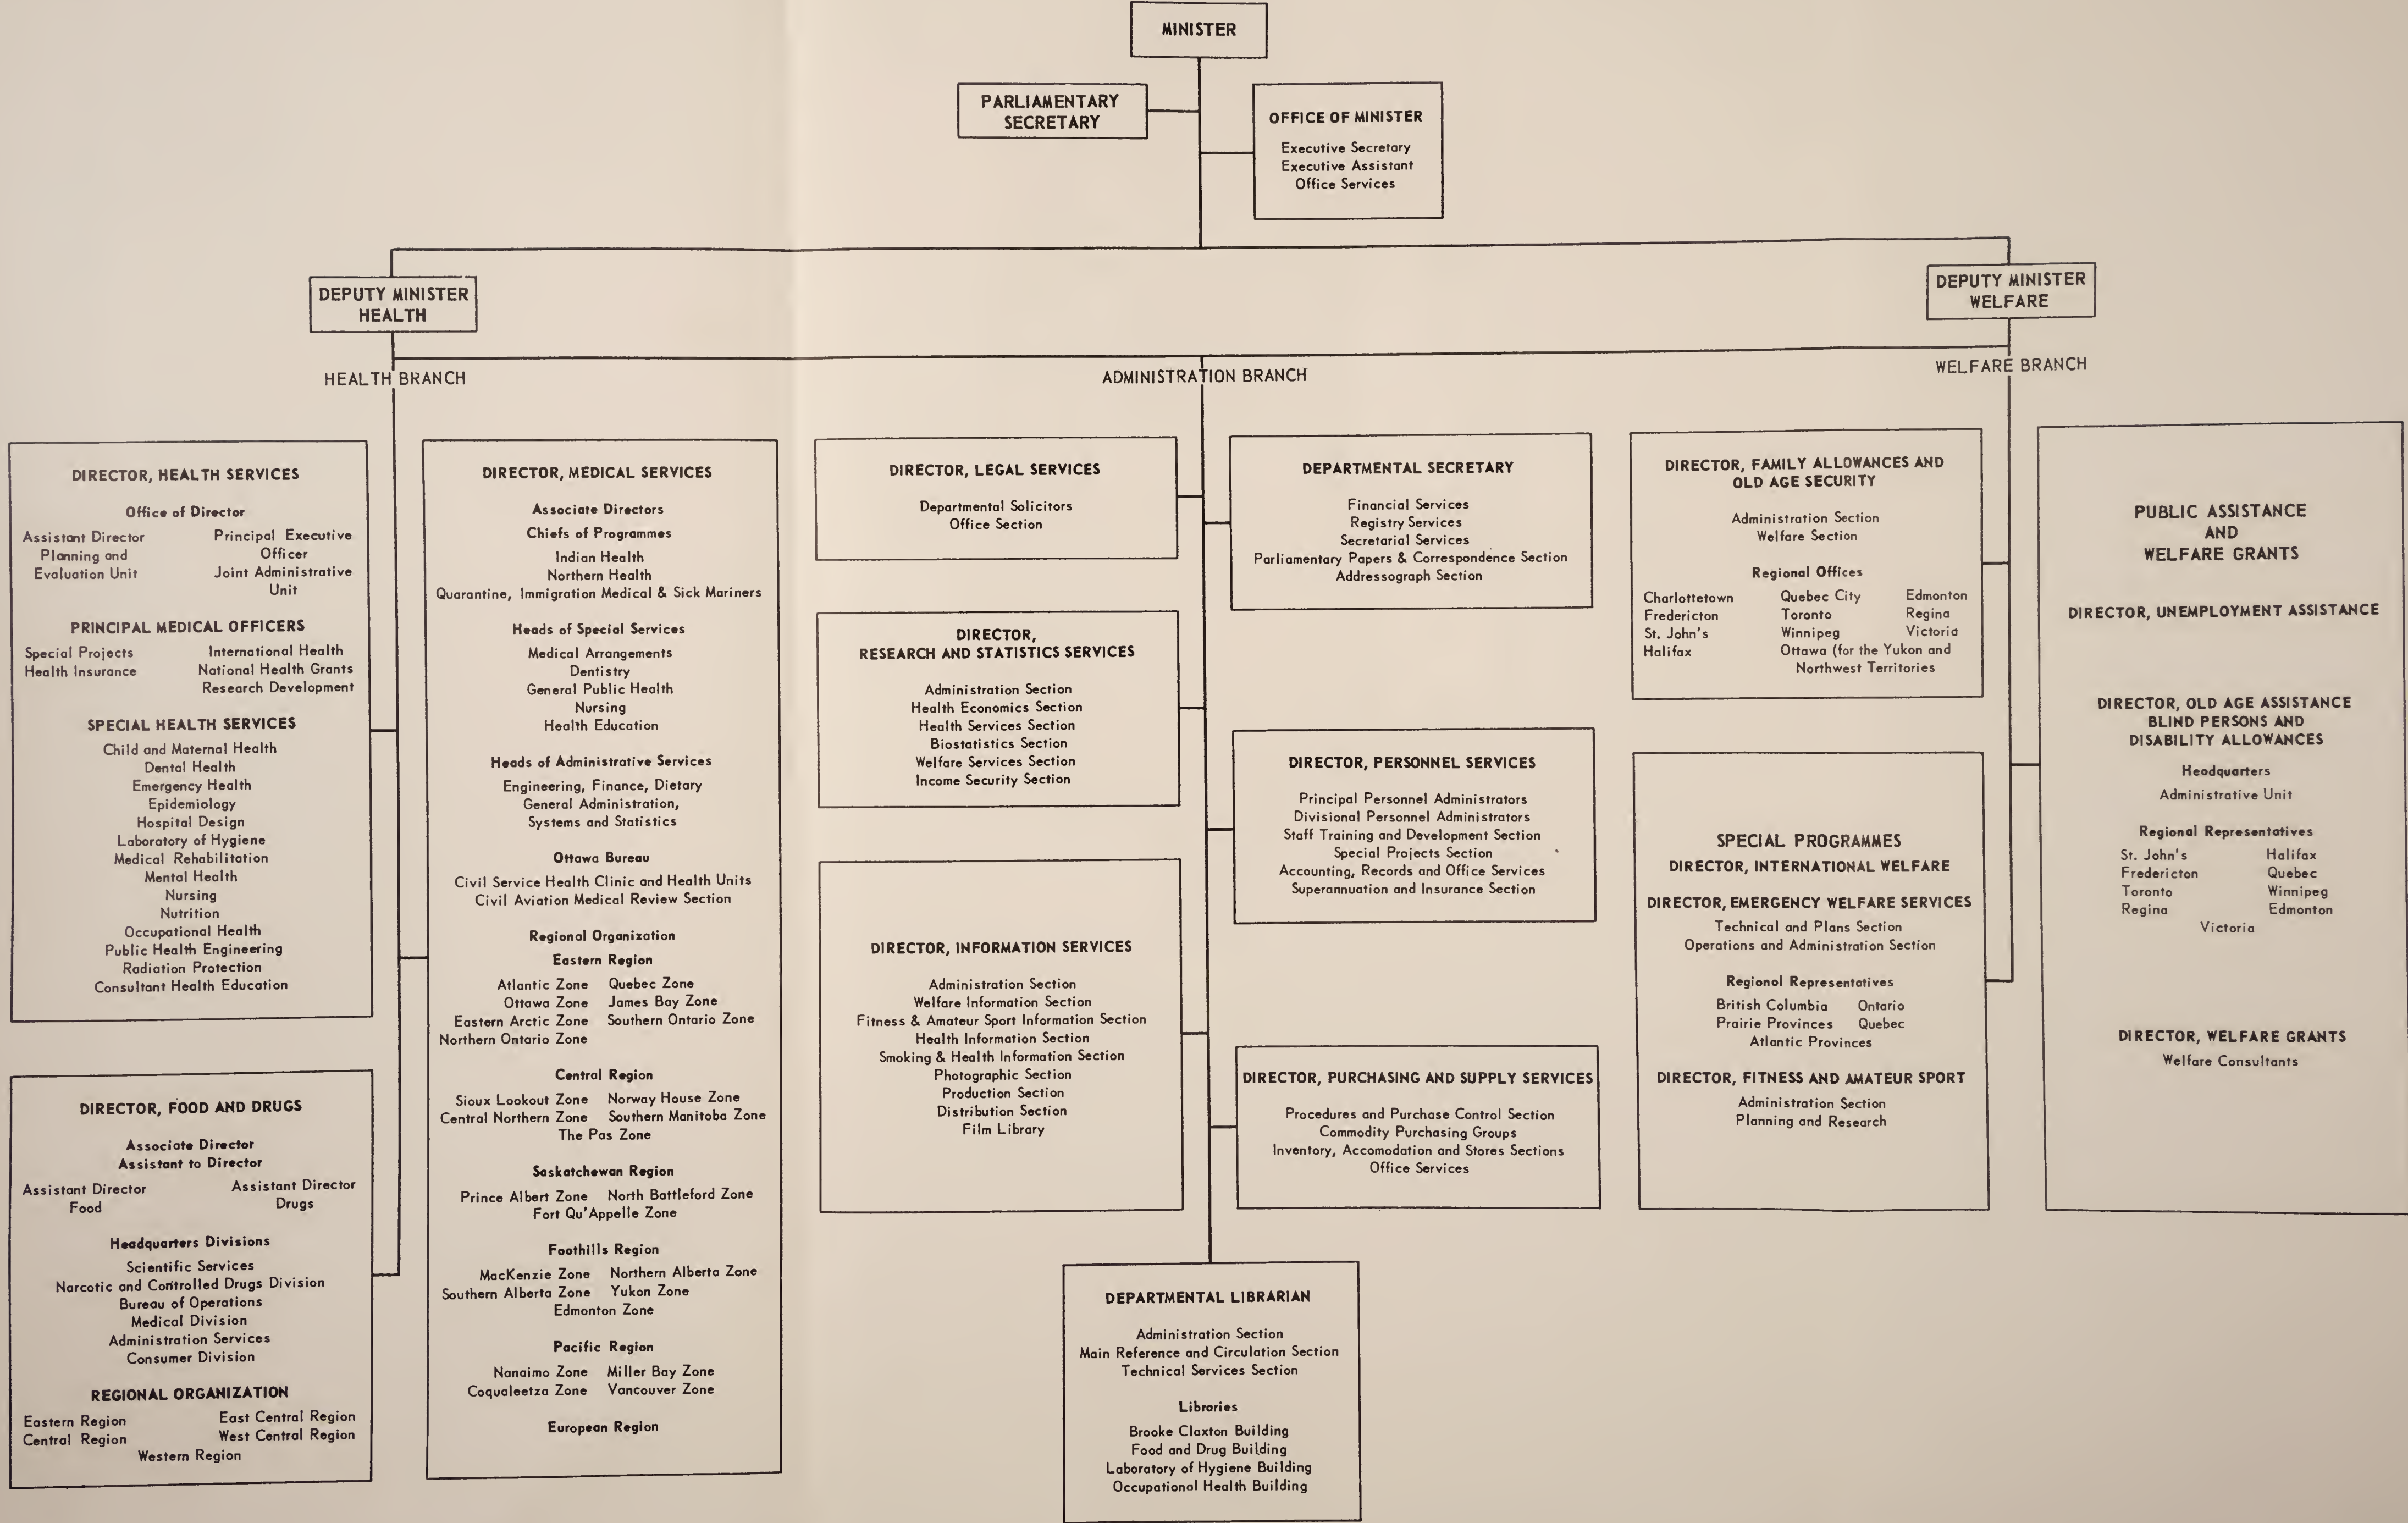 MINISTER
PARLIAMENTARY
SECRETARY
OFFICE OF MINISTER
Executive Secretary
Executive Assistant
Office Services
DEPUTY MINISTER
HEALTH
DEPUTY MINISTER
WELFARE
HEALTH BRANCH
ADMINISTRATION BRANCH
WELFARE BRANCH
DIRECTOR, HEALTH SERVICES
Office of Director
Assistant Director
Planning and
Evaluation Unit
Principal Executive
Officer
Joint Administrative
Unit
PRINCIPAL MEDICAL OFFICERS
Special Projects
Health Insurance
International Health
National Health Grants
Research Development
SPECIAL HEALTH SERVICES
Child and Maternal Health
Dental Health
Emergency Health
Epidemiology
Hospital Design
Laboratory of Hygiene
Medical Rehabilitation
Mental Health
Nursing
Nutrition
Occupational Health
Public Health Engineering
Radiation Protection
Consultant Health Education
DIRECTOR, FOOD AND DRUGS
Associate Director
Assistant to Director
Assistant Director
Food
Assistant Director
Drugs
Headquarters Divisions
Scientific Services
Narcotic and Controlled Drugs Division
Bureau of Operations
Medical Division
Administration Services
Consumer Division
REGIONAL ORGANIZATION
Eastern Region East Central Region
Central Region West Central Region
Western Region
DIRECTOR, MEDICAL SERVICES
Associate Directors
Chiefs of Programmes
Indian Health
Northern Health
Quarantine, Immigration Medical & Sick Mariners
Heads of Special Services
Medical Arrangements
Dentistry
General Public Health
Nursing
Health Education
Heads of Administrative Services
Engineering, Finance, Dietary
General Administration,
Systems and Statistics
Ottawa Bureau
Civil Service Health Clinic and Health Units
Civil Aviation Medical Review Section
Regional Organization
Eastern Region
Atlantic Zone Quebec Zone
Ottawa Zone James Bay Zone
Eastern Arctic Zone Southern Ontario Zone
Northern Ontario Zone
Central Region
Sioux Lookout Zone Norway House Zone
Central Northern Zone Southern Manitoba Zone
The Pas Zone
Saskatchewan Region
Prince Albert Zone North Battleford Zone
Fort Qu'Appelle Zone
Foothills Region
MacKenzie Zone Northern Alberta Zone
Southern Alberta Zone Yukon Zone
Edmonton Zone
Pacific Region
Nanaimo Zone Miller Bay Zone
Coqualeetza Zone Vancouver Zone
European Region
DIRECTOR, LEGAL SERVICES
Departmental Solicitors
Office Section
DIRECTOR,
RESEARCH AND STATISTICS SERVICES
Administration Section
Health Economics Section
Health Services Section
Biostatistics Section
Welfare Services Section
Income Security Section
DIRECTOR, INFORMATION SERVICES
Administration Section
Welfare Information Section
Fitness & Amateur Sport Information Section
Health Information Section
Smoking & Health Information Section
Photographic Section
Production Section
Distribution Section
Film Library
DEPARTMENTAL SECRETARY
Financial Services
Registry Services
Secretarial Services
Parliamentary Papers & Correspondence Section
Addressograph Section
DIRECTOR, PERSONNEL SERVICES
Principal Personnel Administrators
Divisional Personnel Administrators
Staff Training and Development Section
Special Projects Section
Accounting, Records and Office Services
Superannuation and Insurance Section
DIRECTOR, PURCHASING AND SUPPLY SERVICES
Procedures and Purchase Control Section
Commodity Purchasing Groups
Inventory, Accomodation and Stores Sections
Office Services
DEPARTMENTAL LIBRARIAN
Administration Section
Main Reference and Circulation Section
Technical Services Section
Libraries
Brooke Claxton Building
Food and Drug Building
Laboratory of Hygiene Building
Occupational Health Building
DIRECTOR, FAMILY ALLOWANCES AND
OLD AGE SECURITY
Administration Section
Welfare Section
Regional Offices
Charlottetown Quebec City Edmonton
Fredericton Toronto Regina
St. John's Winnipeg Victoria
Halifax Ottawa (for the Yukon and
Northwest Territories
SPECIAL PROGRAMMES
DIRECTOR, INTERNATIONAL WELFARE
DIRECTOR, EMERGENCY WELFARE SERVICES
Technical and Plans Section
Operations and Administration Section
Regional Representatives
British Columbia Ontario
Prairie Provinces Quebec
Atlantic Provinces
DIRECTOR, FITNESS AND AMATEUR SPORT
Administration Section
Planning and Research
PUBLIC ASSISTANCE
AND
WELFARE GRANTS
DIRECTOR, UNEMPLOYMENT ASSISTANCE
DIRECTOR, OLD AGE ASSISTANCE
BLIND PERSONS AND
DISABILITY ALLOWANCES
Headquarters
Administrative Unit
Regional Representatives
St. John's Halifax
Fredericton Quebec
Toronto Winnipeg
Regina Edmonton
Victoria
DIRECTOR, WELFARE GRANTS
Welfare Consultants